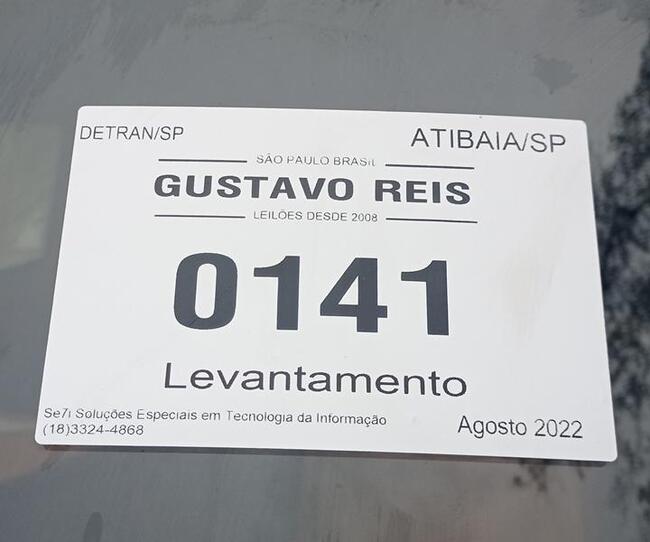 DETRAN/SP
ATIBAIA/SP
SÃO PAULO BRASIL
GUSTAVO REIS
LEILÕES DESDE 2008
0141
Levantamento
Se7i Soluções Especiais em Tecnologia da Informação
(18)3324-4868
Agosto 2022